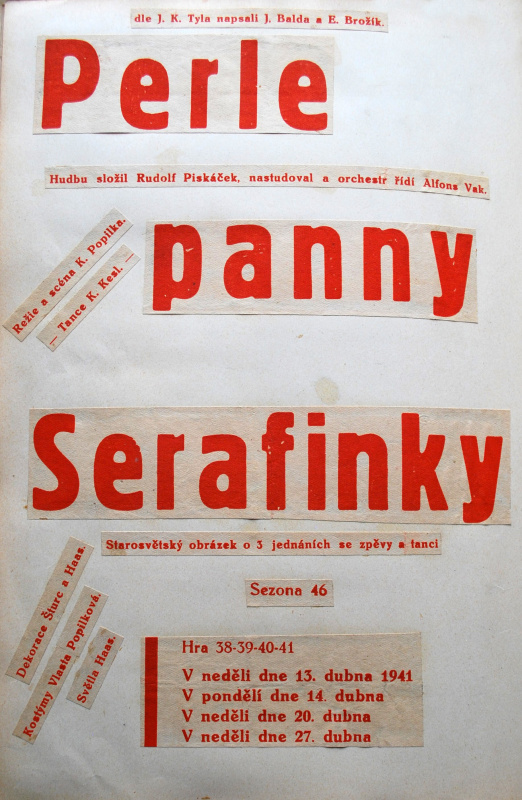 dle J. K. Tyla napsali J. Balda a E. Brožík.
Perle
Hudbu složil Rudolf Piskáček, nastudoval a orchestr řídí Alfons Vak.
Režie a scéna K. Popilka.
— Tance K. Kesl. —
panny
Serafinky
Starosvětský obrázek o 3 jednáních se zpěvy a tanci
Sezona 46
Dekorace Šturc a Haas.
Kostýmy Vlasta Popilková.
Světla Haas.
Hra 38-39-40-41
V neděli dne 13. dubna 1941
V pondělí dne 14. dubna
V neděli dne 20. dubna
V neděli dne 27. dubna